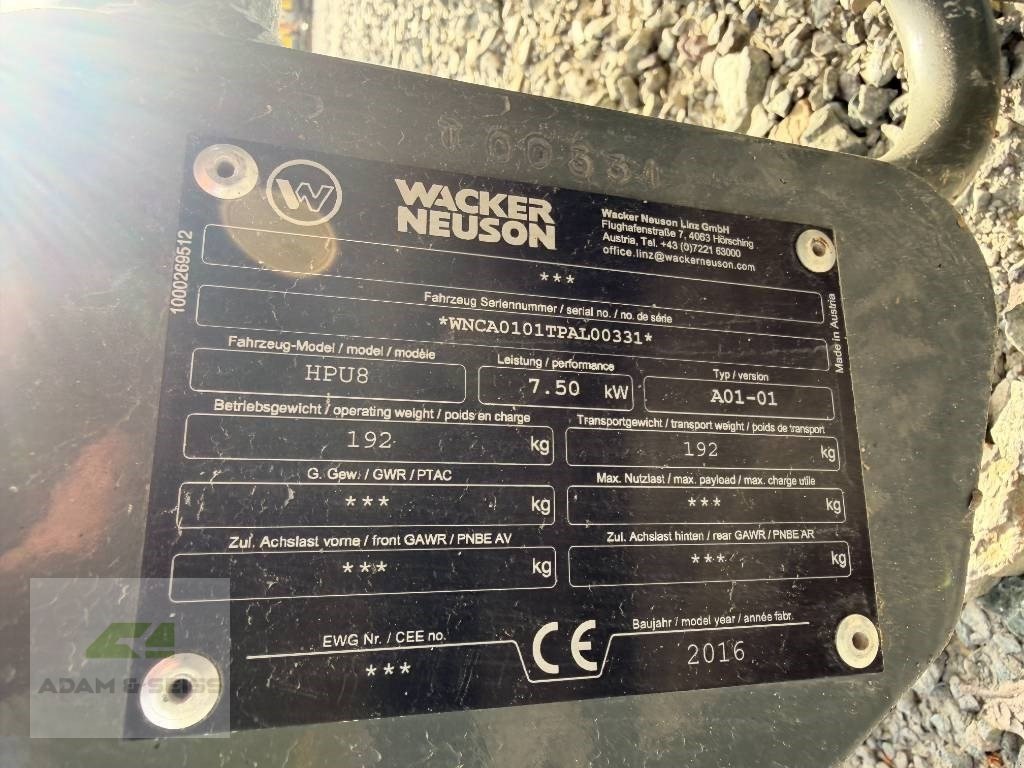 100331
WACKER
NEUSON
Wacker Neuson Linz GmbH
Flughafenstraße 7, 4063 Hörsching
Austria, Tel. +43 (0)7221 63000
office.linz@wackerneuson.com
1000269512
***
Fahrzeug Seriennummer / serial no. / no. de série
*WNCA0101TPAL00331*
Made in Austria
Fahrzeug-Model / model / modèle
HPU8
Leistung / performance
7.50 kW
Typ / version
A01-01
Betriebsgewicht / operating weight / poids en charge
192 kg
Transportgewicht / transport weight / poids de transport
192 kg
G. Gew. / GWR / PTAC
*** kg
Max. Nutzlast / max. payload / max. charge utile
*** kg
Zul. Achslast vorne / front GAWR / PNBE AV
*** kg
Zul. Achslast hinten / rear GAWR / PNBE AR
*** kg
EWG Nr. / CEE no.
***
CE
Baujahr / model year / année fabr.
2016
ADAM &